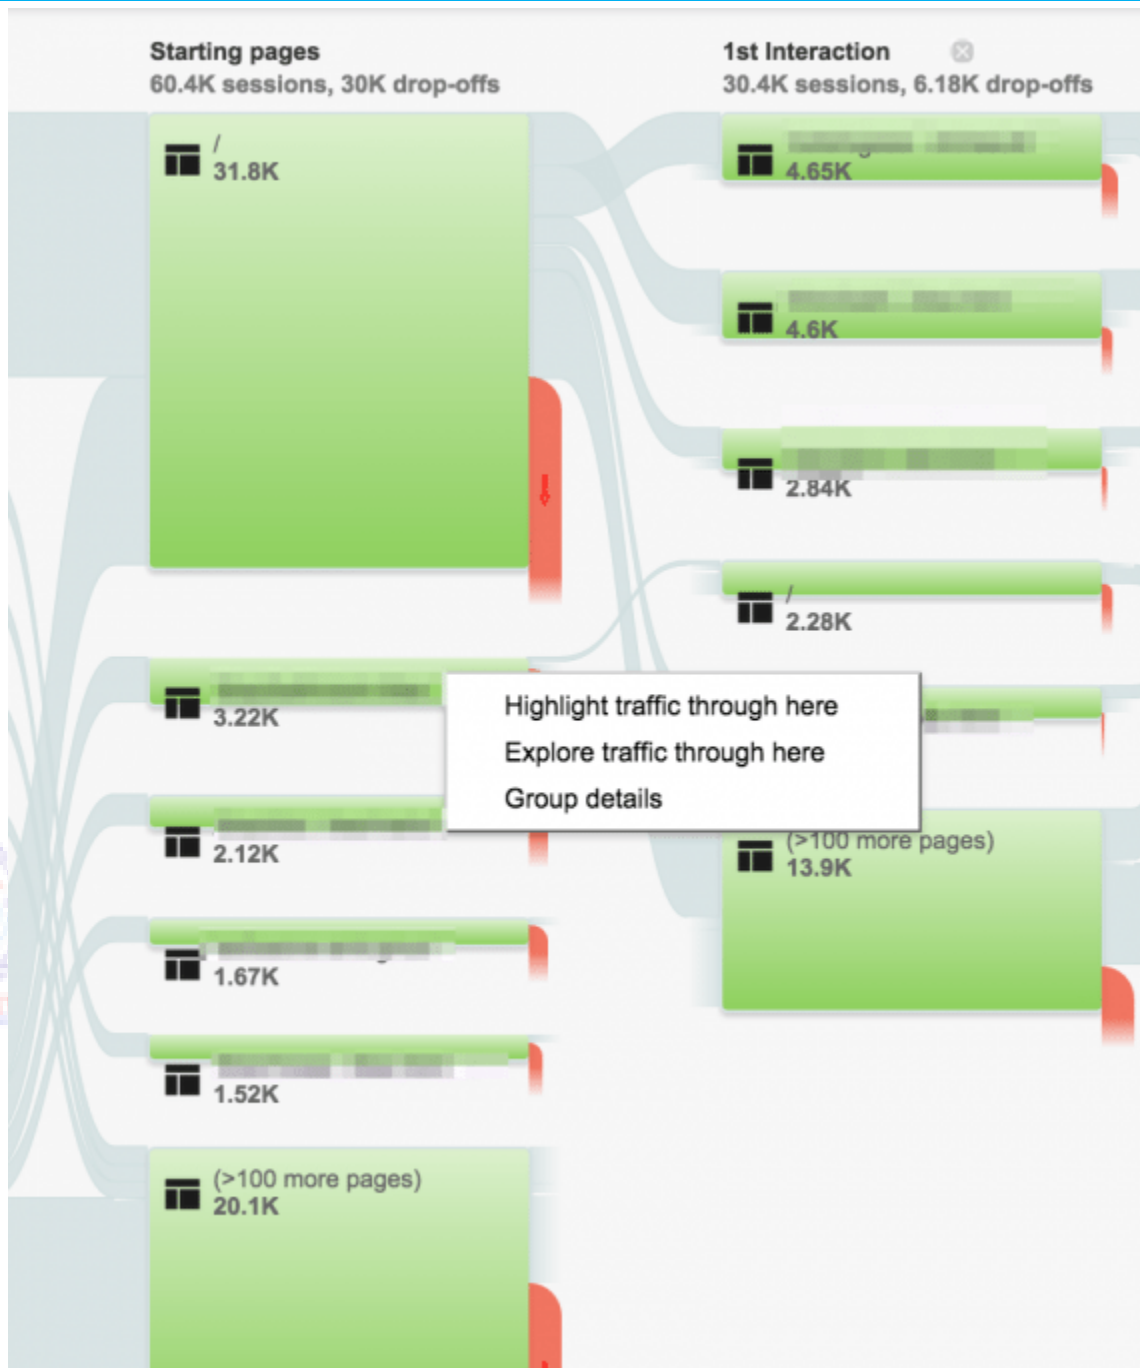 Starting pages
60.4K sessions, 30K drop-offs
/
31.8K
3.22K
2.12K
1.67K
1.52K
(>100 more pages)
20.1K
1st Interaction
30.4K sessions, 6.18K drop-offs
4.65K
4.6K
2.84K
/
2.28K
Highlight traffic through here
Explore traffic through here
Group details
(>100 more pages)
13.9K